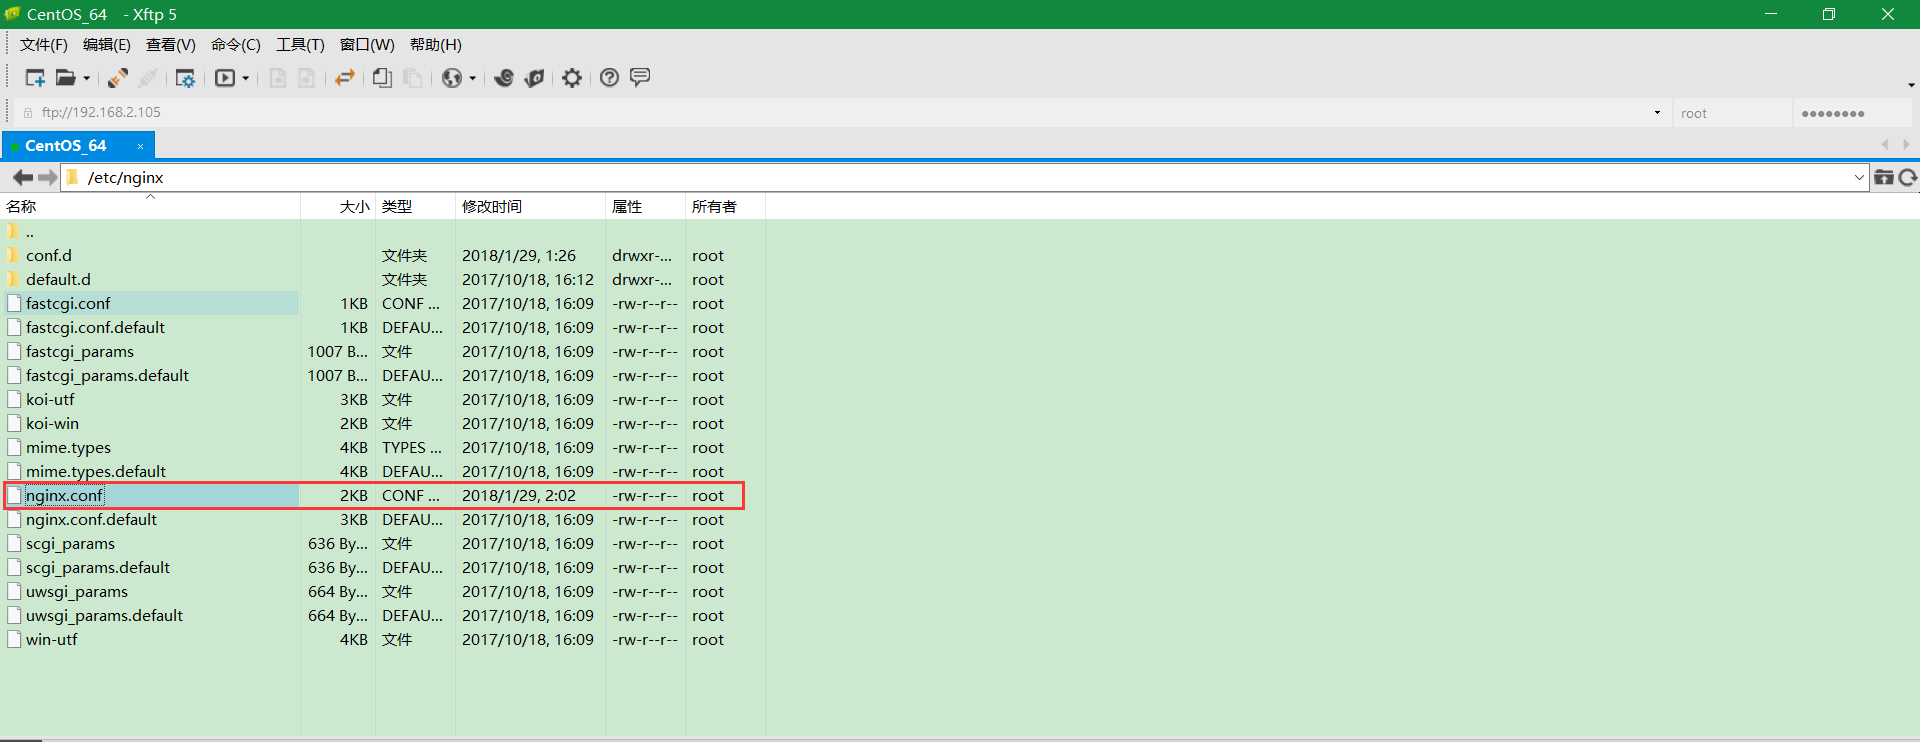 CentOS_64 - Xftp 5
文件(F) 编辑(E) 查看(V) 命令(C) 工具(T) 窗口(W) 帮助(H)
ftp://192.168.2.105 root ●●●●●●●●
CentOS_64 ×
/etc/nginx
名称 大小 类型 修改时间 属性 所有者
..
conf.d 文件夹 2018/1/29, 1:26 drwxr-... root
default.d 文件夹 2017/10/18, 16:12 drwxr-... root
fastcgi.conf 1KB CONF ... 2017/10/18, 16:09 -rw-r--r-- root
fastcgi.conf.default 1KB DEFAU... 2017/10/18, 16:09 -rw-r--r-- root
fastcgi_params 1007 B... 文件 2017/10/18, 16:09 -rw-r--r-- root
fastcgi_params.default 1007 B... DEFAU... 2017/10/18, 16:09 -rw-r--r-- root
koi-utf 3KB 文件 2017/10/18, 16:09 -rw-r--r-- root
koi-win 2KB 文件 2017/10/18, 16:09 -rw-r--r-- root
mime.types 4KB TYPES ... 2017/10/18, 16:09 -rw-r--r-- root
mime.types.default 4KB DEFAU... 2017/10/18, 16:09 -rw-r--r-- root
nginx.conf 2KB CONF ... 2018/1/29, 2:02 -rw-r--r-- root
nginx.conf.default 3KB DEFAU... 2017/10/18, 16:09 -rw-r--r-- root
scgi_params 636 By... 文件 2017/10/18, 16:09 -rw-r--r-- root
scgi_params.default 636 By... DEFAU... 2017/10/18, 16:09 -rw-r--r-- root
uwsgi_params 664 By... 文件 2017/10/18, 16:09 -rw-r--r-- root
uwsgi_params.default 664 By... DEFAU... 2017/10/18, 16:09 -rw-r--r-- root
win-utf 4KB 文件 2017/10/18, 16:09 -rw-r--r-- root